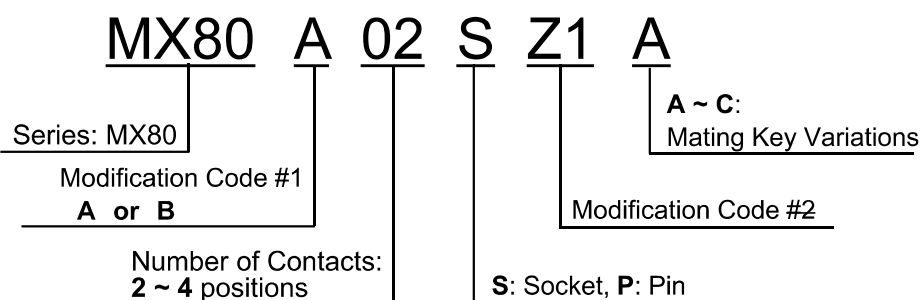 MX80 A 02 S Z1 A
A ~ C:
Series: MX80
Mating Key Variations
Modification Code #1
A or B
Modification Code #2
Number of Contacts:
2 ~ 4 positions
S: Socket, P: Pin